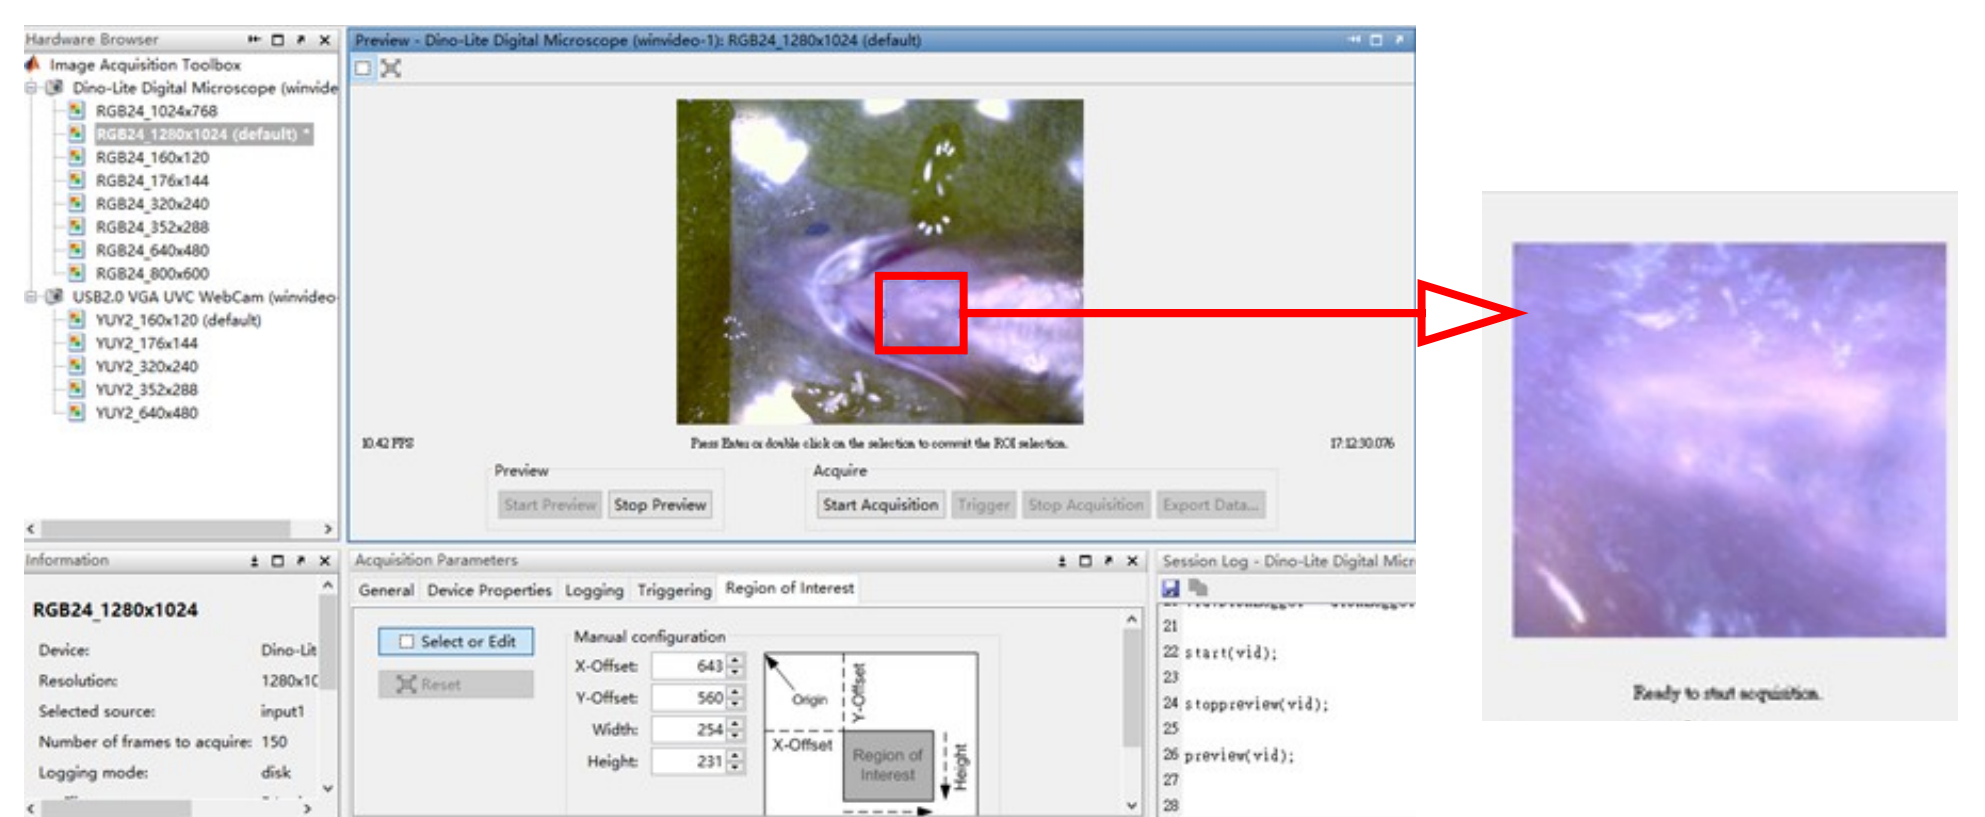 Hardware Browser
Image Acquisition Toolbox
Dino-Lite Digital Microscope (winvide
RGB24_1024x768
RGB24_1280x1024 (default) *
RGB24_160x120
RGB24_176x144
RGB24_320x240
RGB24_352x288
RGB24_640x480
RGB24_800x600
USB2.0 VGA UVC WebCam (winvideo-
YUY2_160x120 (default)
YUY2_176x144
YUY2_320x240
YUY2_352x288
YUY2_640x480
Preview - Dino-Lite Digital Microscope (winvideo-1): RGB24_1280x1024 (default)
10.42 FPS
Press Enter or double click on the selection to commit the ROI selection.
17:12:30.076
Preview
Start Preview
Stop Preview
Acquire
Start Acquisition
Trigger
Stop Acquisition
Export Data...
Ready to start acquisition.
Information
RGB24_1280x1024
Device: Dino-Lit
Resolution: 1280x1C
Selected source: input1
Number of frames to acquire: 150
Logging mode: disk
Acquisition Parameters
General
Device Properties
Logging
Triggering
Region of Interest
Select or Edit
Reset
Manual configuration
X-Offset: 643
Y-Offset: 560
Width: 254
Height: 231
Origin
Y-Offset
X-Offset
Region of
Interest
Height
Session Log - Dino-Lite Digital Micr
21
22 start(vid);
23
24 stoppreview(vid);
25
26 preview(vid);
27
28